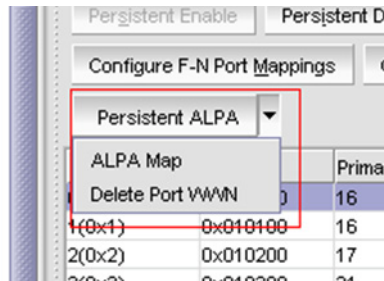 Persistent Enable Persistent D
Configure F-N Port Mappings
Persistent ALPA
ALPA Map
Delete Port WWN
Prima
16
1(0x1) 0x010100 16
2(0x2) 0x010200 17